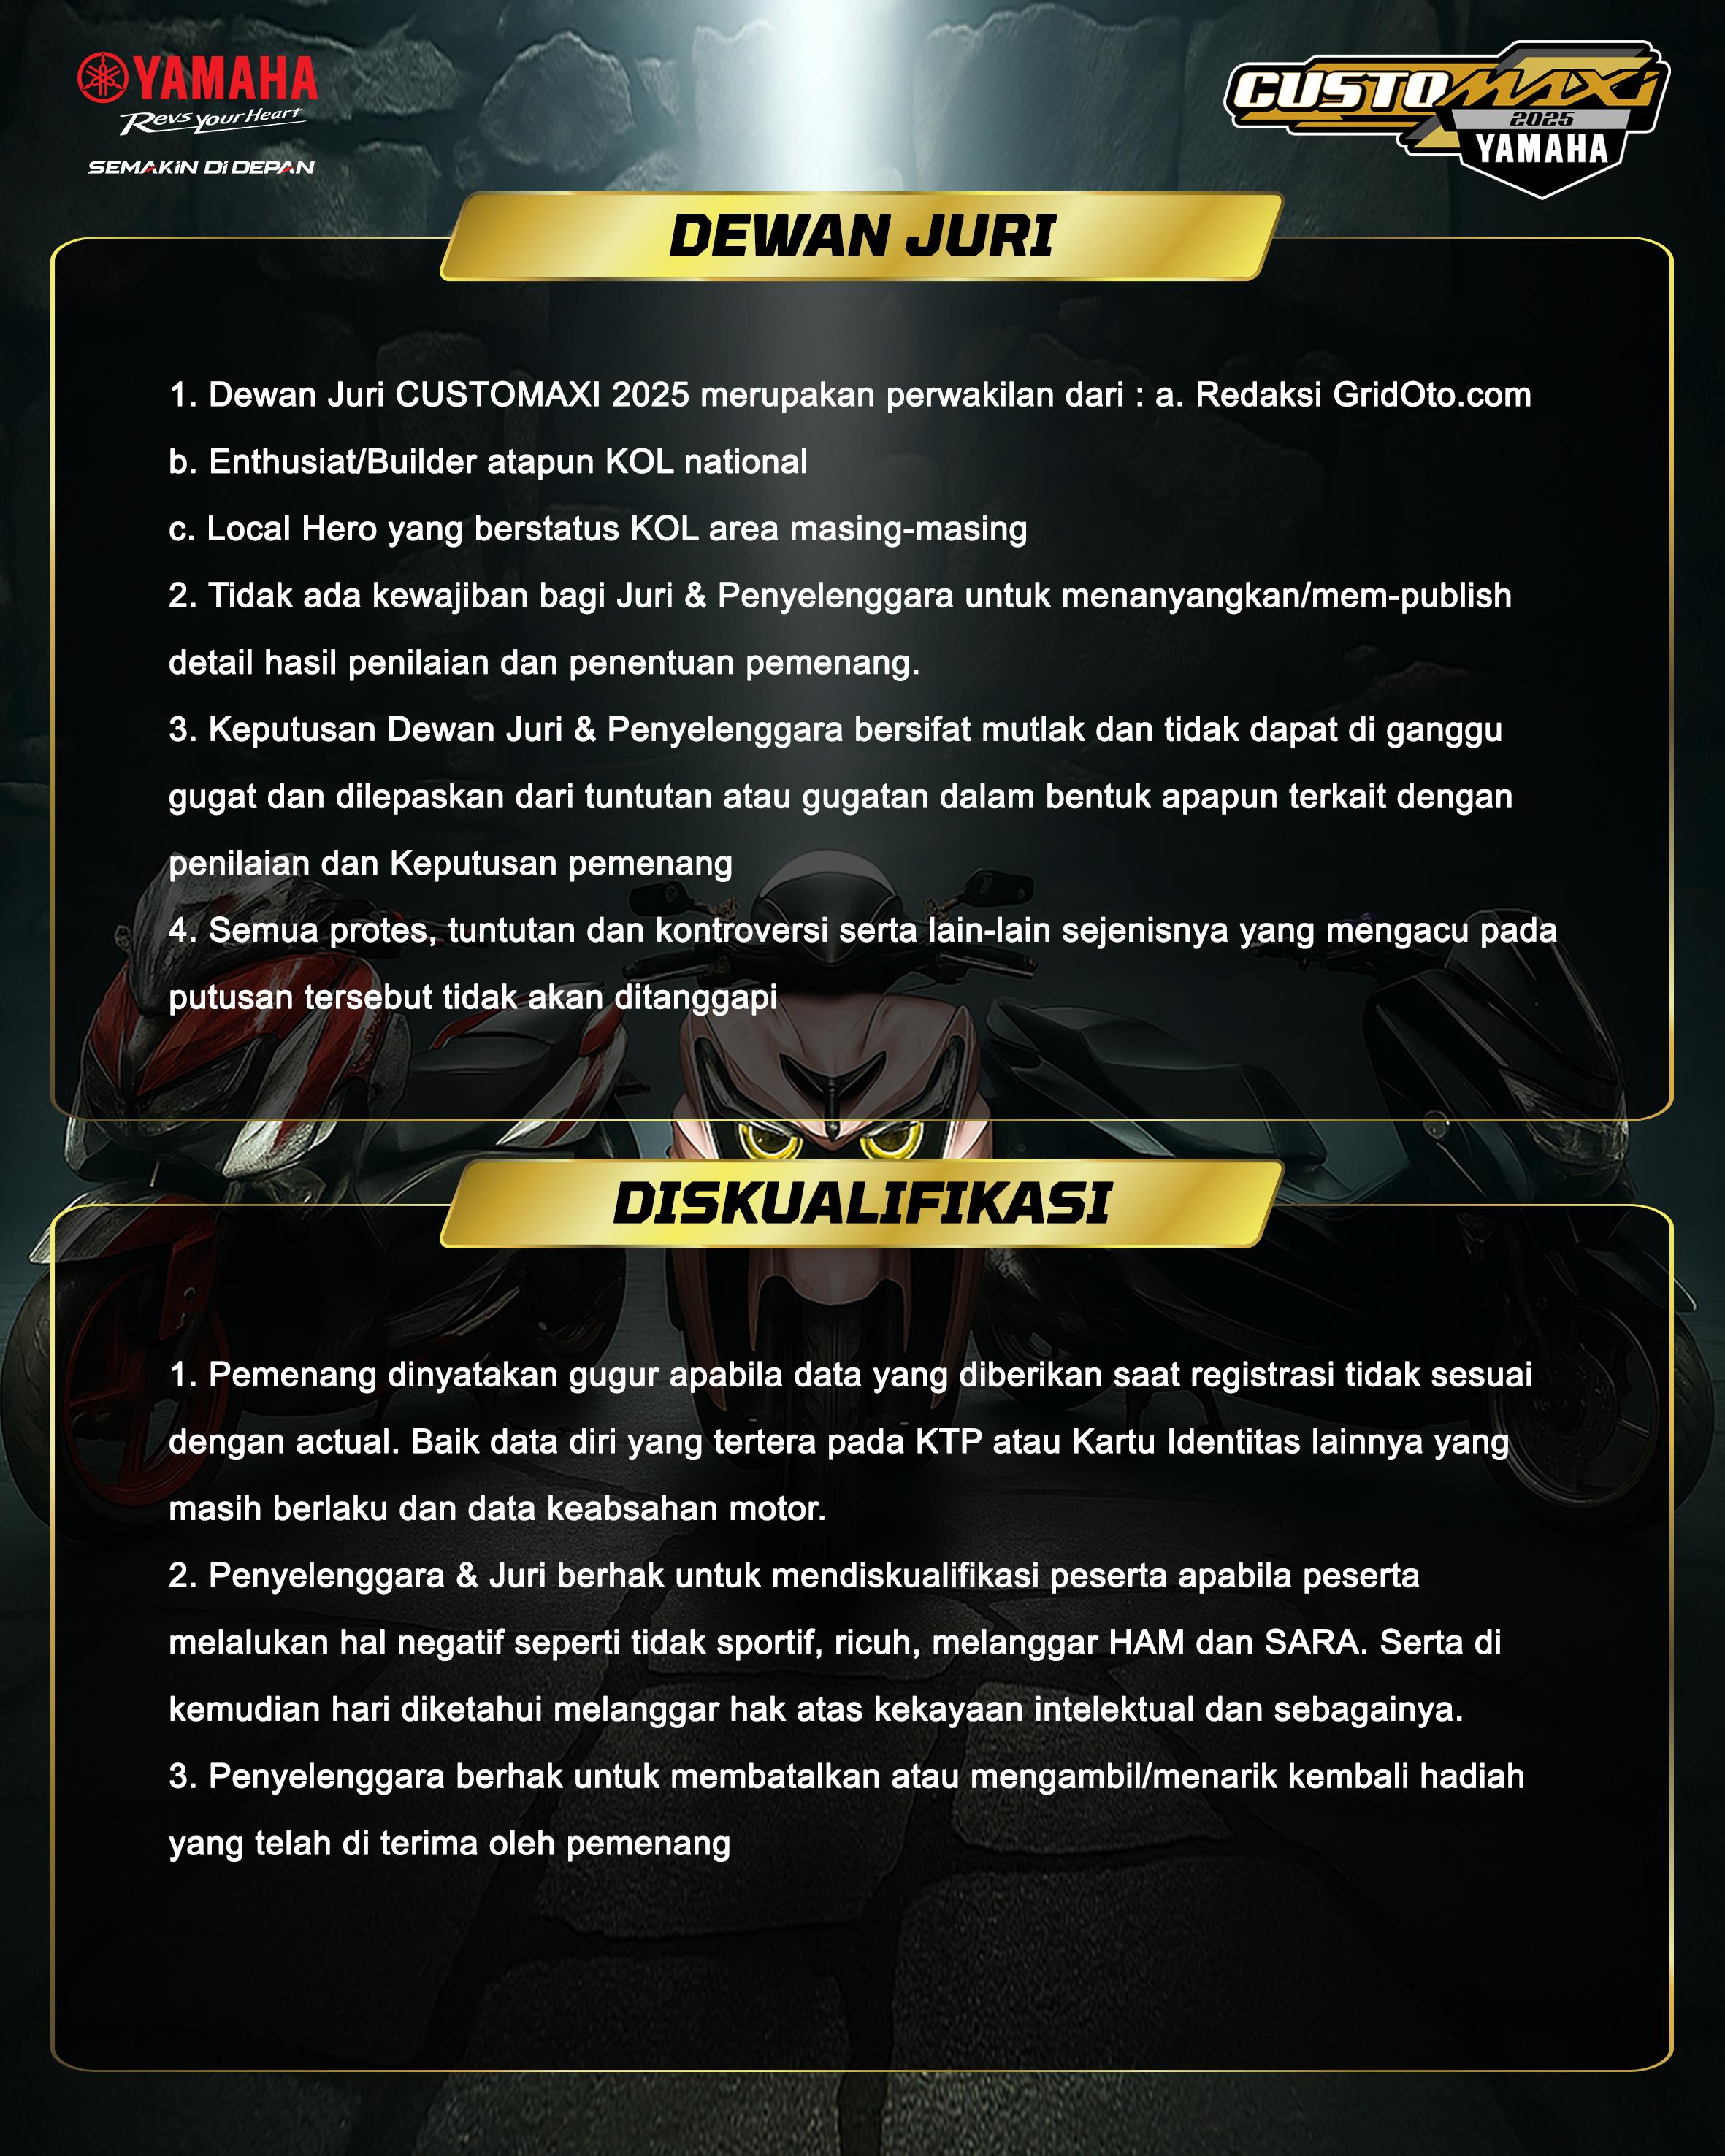 YAMAHA
Revs your Heart
SEMAKIN DI DEPAN
CUSTOMAXI
2025
YAMAHA
DEWAN JURI
1. Dewan Juri CUSTOMAXI 2025 merupakan perwakilan dari : a. Redaksi GridOto.com
b. Enthusiat/Builder atapun KOL national
c. Local Hero yang berstatus KOL area masing-masing
2. Tidak ada kewajiban bagi Juri & Penyelenggara untuk menanyangkan/mem-publish
detail hasil penilaian dan penentuan pemenang.
3. Keputusan Dewan Juri & Penyelenggara bersifat mutlak dan tidak dapat di ganggu
gugat dan dilepaskan dari tuntutan atau gugatan dalam bentuk apapun terkait dengan
penilaian dan Keputusan pemenang
4. Semua protes, tuntutan dan kontroversi serta lain-lain sejenisnya yang mengacu pada
putusan tersebut tidak akan ditanggapi
DISKUALIFIKASI
1. Pemenang dinyatakan gugur apabila data yang diberikan saat registrasi tidak sesuai
dengan actual. Baik data diri yang tertera pada KTP atau Kartu Identitas lainnya yang
masih berlaku dan data keabsahan motor.
2. Penyelenggara & Juri berhak untuk mendiskualifikasi peserta apabila peserta
melalukan hal negatif seperti tidak sportif, ricuh, melanggar HAM dan SARA. Serta di
kemudian hari diketahui melanggar hak atas kekayaan intelektual dan sebagainya.
3. Penyelenggara berhak untuk membatalkan atau mengambil/menarik kembali hadiah
yang telah di terima oleh pemenang